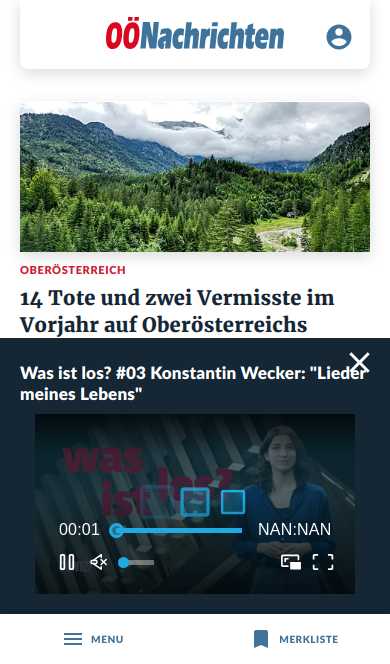 OÖNachrichten
OBERÖSTERREICH
14 Tote und zwei Vermisste im
Vorjahr auf Oberösterreichs
Was ist los? #03 Konstantin Wecker: "Lieder
meines Lebens"
was
ist los?
00:01
NAN:NAN
MENU
MERKLISTE